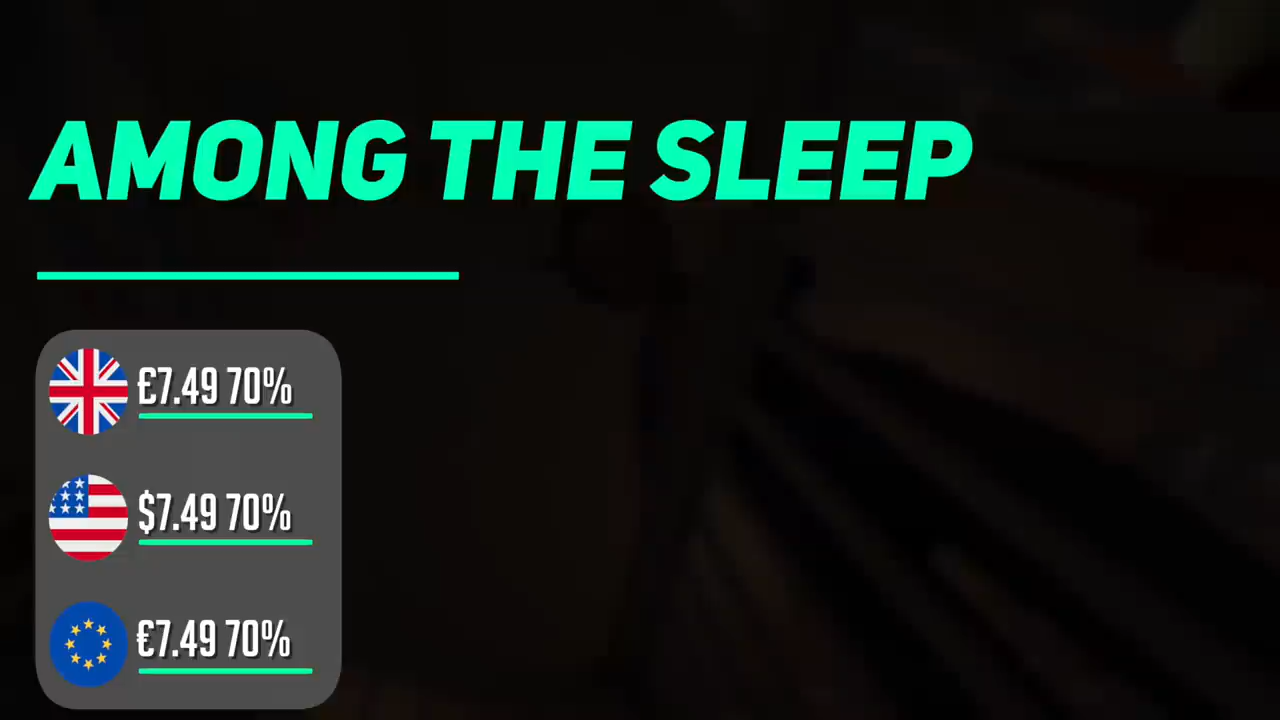 AMONG THE SLEEP
€7.49 70%
$7.49 70%
€7.49 70%